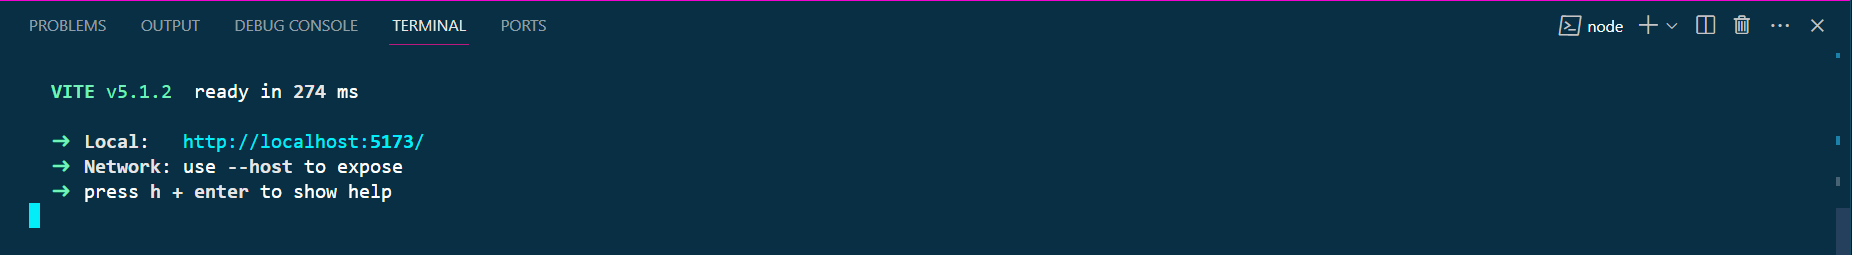 PROBLEMS OUTPUT DEBUG CONSOLE TERMINAL PORTS node
VITE v5.1.2 ready in 274 ms
➜ Local: http://localhost:5173/
➜ Network: use --host to expose
➜ press h + enter to show help